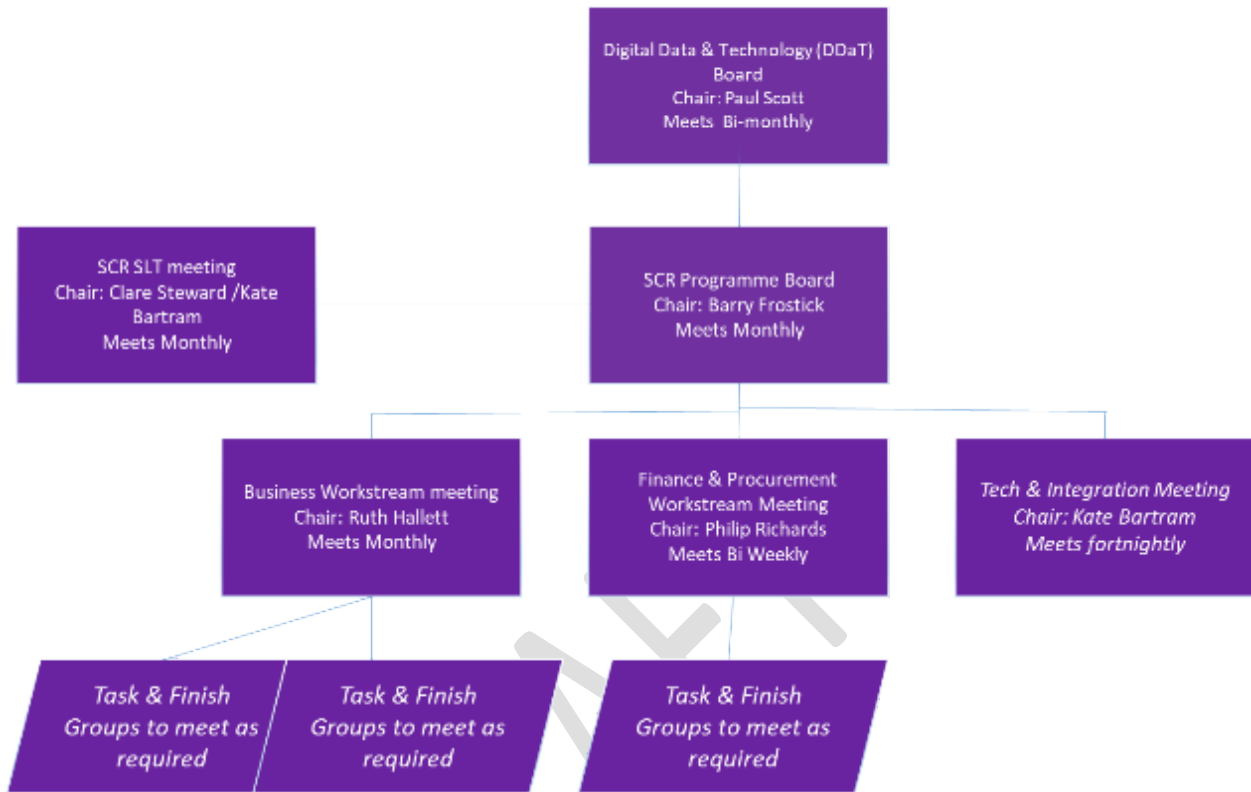 Digital Data & Technology (DDaT)
Board
Chair: Paul Scott
Meets Bi-monthly
SCR SLT meeting
Chair: Clare Steward /Kate
Bartram
Meets Monthly
SCR Programme Board
Chair: Barry Frostick
Meets Monthly
Business Workstream meeting
Chair: Ruth Hallett
Meets Monthly
Finance & Procurement
Workstream Meeting
Chair: Philip Richards
Meets Bi Weekly
Tech & Integration Meeting
Chair: Kate Bartram
Meets fortnightly
Task & Finish
Groups to meet as
required
Task & Finish
Groups to meet as
required
Task & Finish
Groups to meet as
required